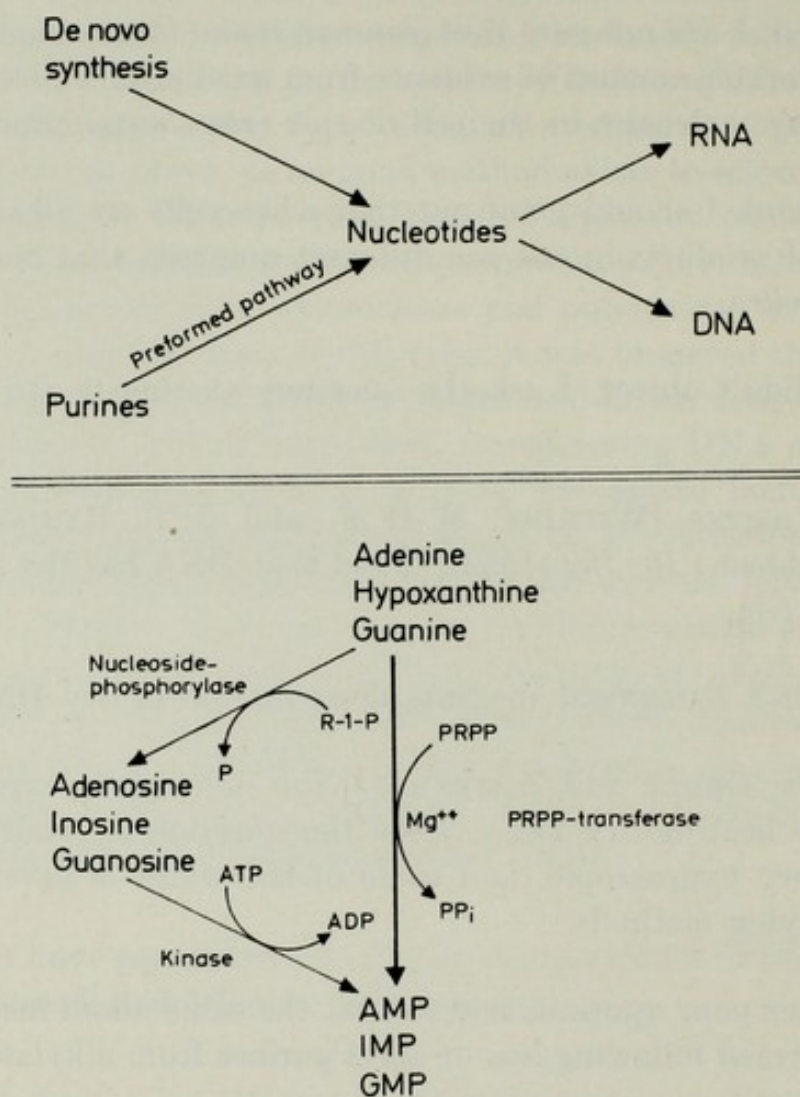 De novo
synthesis
RNA
Nucleotides
Preformed pathway
DNA
Purines
Adenine
Hypoxanthine
Guanine
Nucleoside-
phosphorylase
R-1-P
PRPP
P
Adenosine
Inosine
Guanosine
Mg++
PRPP-transferase
ATP
ADP
PPi
Kinase
AMP
IMP
GMP